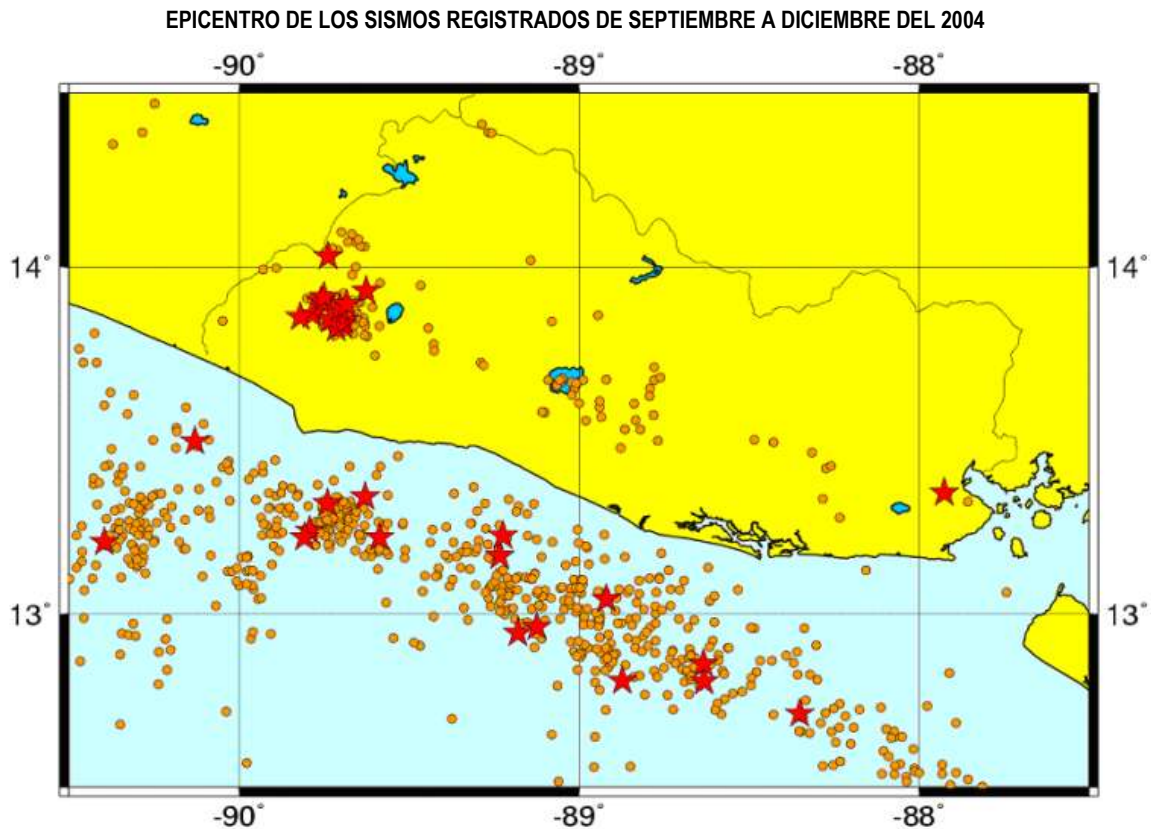 EPICENTRO DE LOS SISMOS REGISTRADOS DE SEPTIEMBRE A DICIEMBRE DEL 2004
-90° -89° -88°
14° 14°
13° 13°
-90° -89° -88°